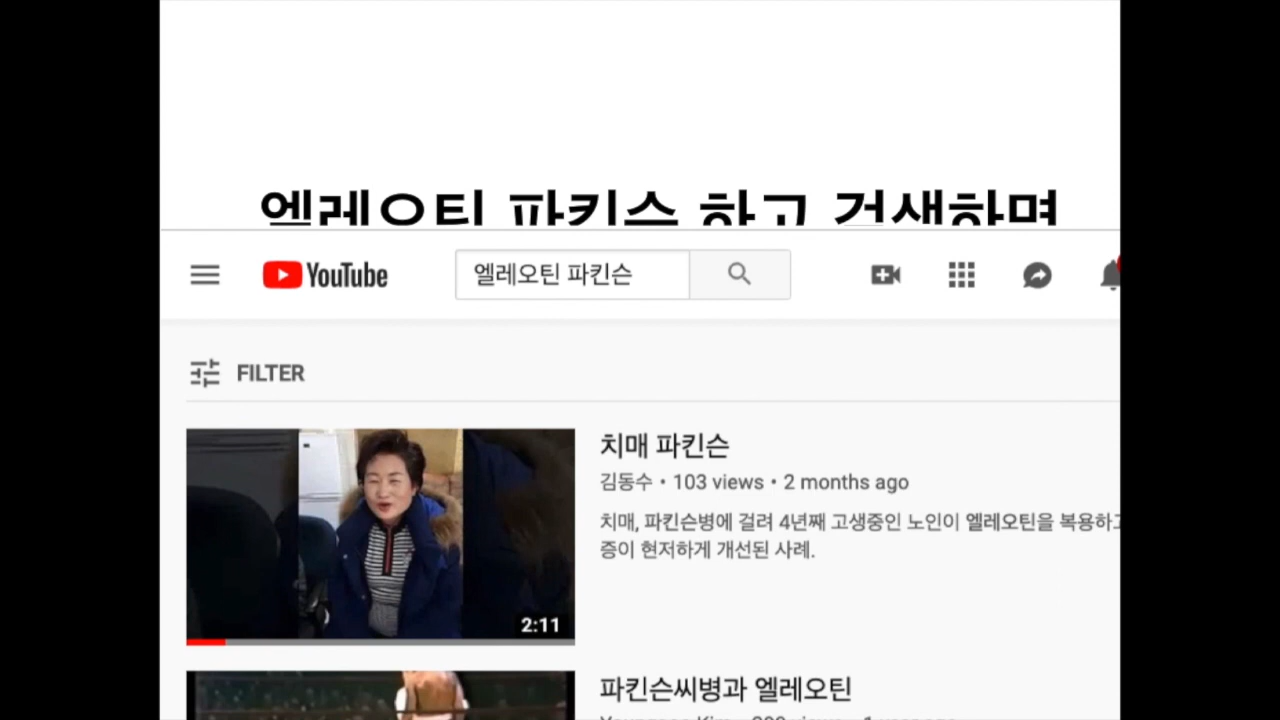 엘레오틴 파킨슨 하고 검색하면
YouTube
엘레오틴 파킨슨
FILTER
치매 파킨슨
김동수 • 103 views • 2 months ago
치매, 파킨슨병에 걸려 4년째 고생중인 노인이 엘레오틴을 복용하고
증이 현저하게 개선된 사례.
2:11
파킨슨씨병과 엘레오틴